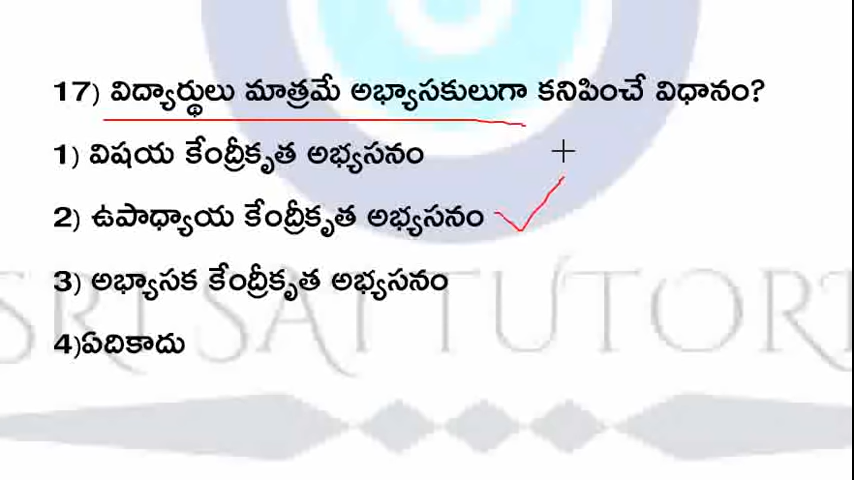 17) విద్యార్థులు మాత్రమే అభ్యాసకులుగా కనిపించే విధానం?
1) విషయ కేంద్రీకృత అభ్యసనం
2) ఉపాధ్యాయ కేంద్రీకృత అభ్యసనం
3) అభ్యాసక కేంద్రీకృత అభ్యసనం
SRI SAI TUTORI
4)ఏదికాదు